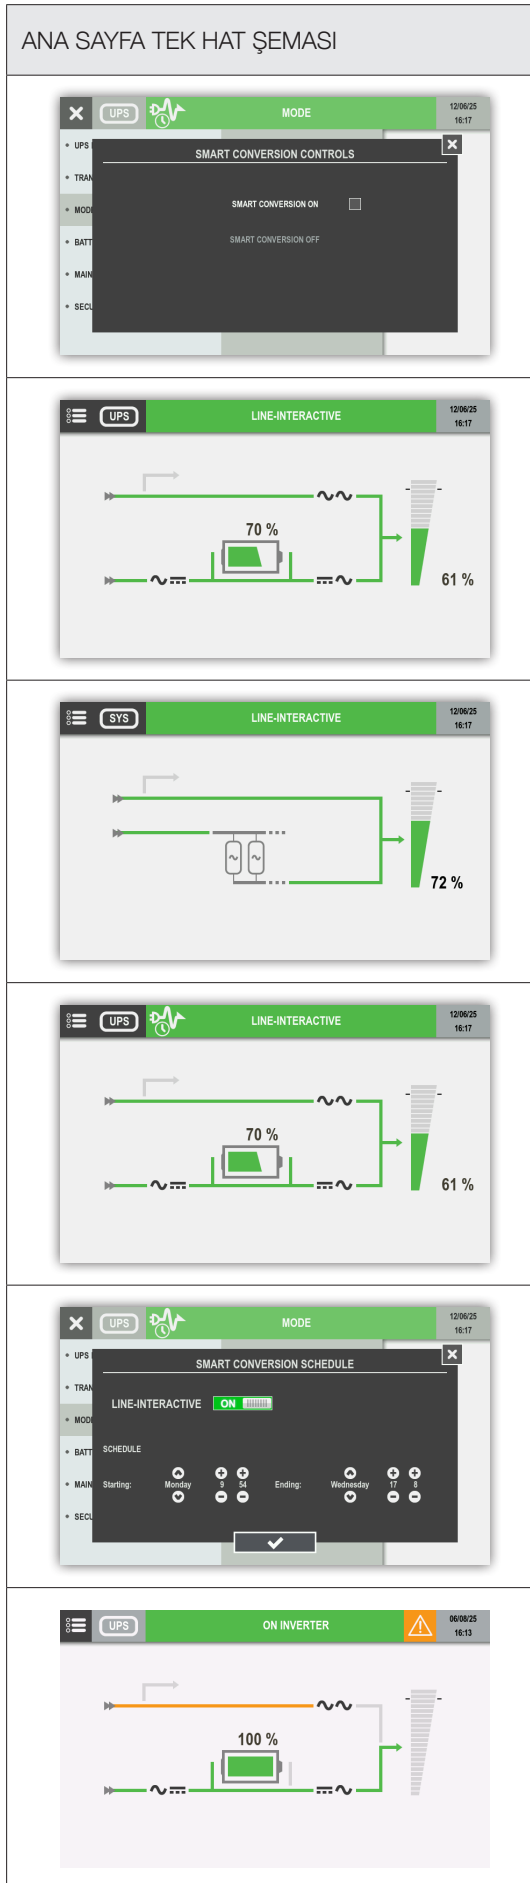 ANA SAYFA TEK HAT ŞEMASI
UPS
MODE
12/06/25
16:17
UPS
SMART CONVERSION CONTROLS
TRAN
SMART CONVERSION ON
MODE
BATT
SMART CONVERSION OFF
MAIN
SECU
UPS
LINE-INTERACTIVE
12/06/25
16:17
70 %
61 %
SYS
LINE-INTERACTIVE
12/06/25
16:17
72 %
UPS
LINE-INTERACTIVE
12/06/25
16:17
70 %
61 %
UPS
MODE
12/06/25
16:17
UPS
SMART CONVERSION SCHEDULE
TRAN
LINE-INTERACTIVE ON
MODE
SCHEDULE
BATT
Starting: Monday 9 54 Ending: Wednesday 17 8
MAIN
SECU
UPS
ON INVERTER
06/08/25
16:13
100 %